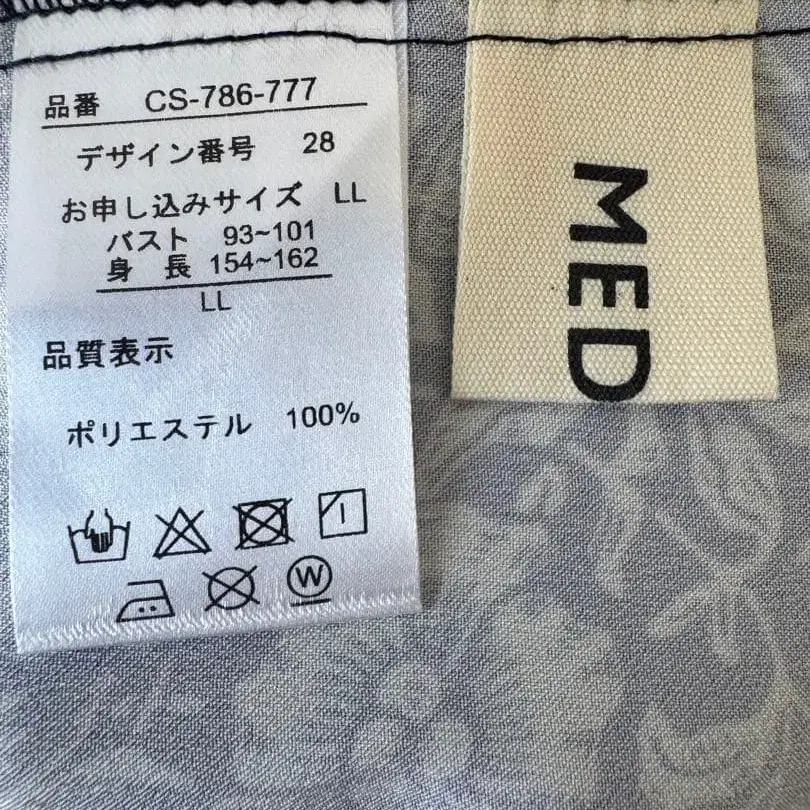 品番 CS-786-777
デザイン番号 28
お申し込みサイズ LL
バスト 93~101
身 長 154~162
LL
品質表示
ポリエステル 100%
W
MED